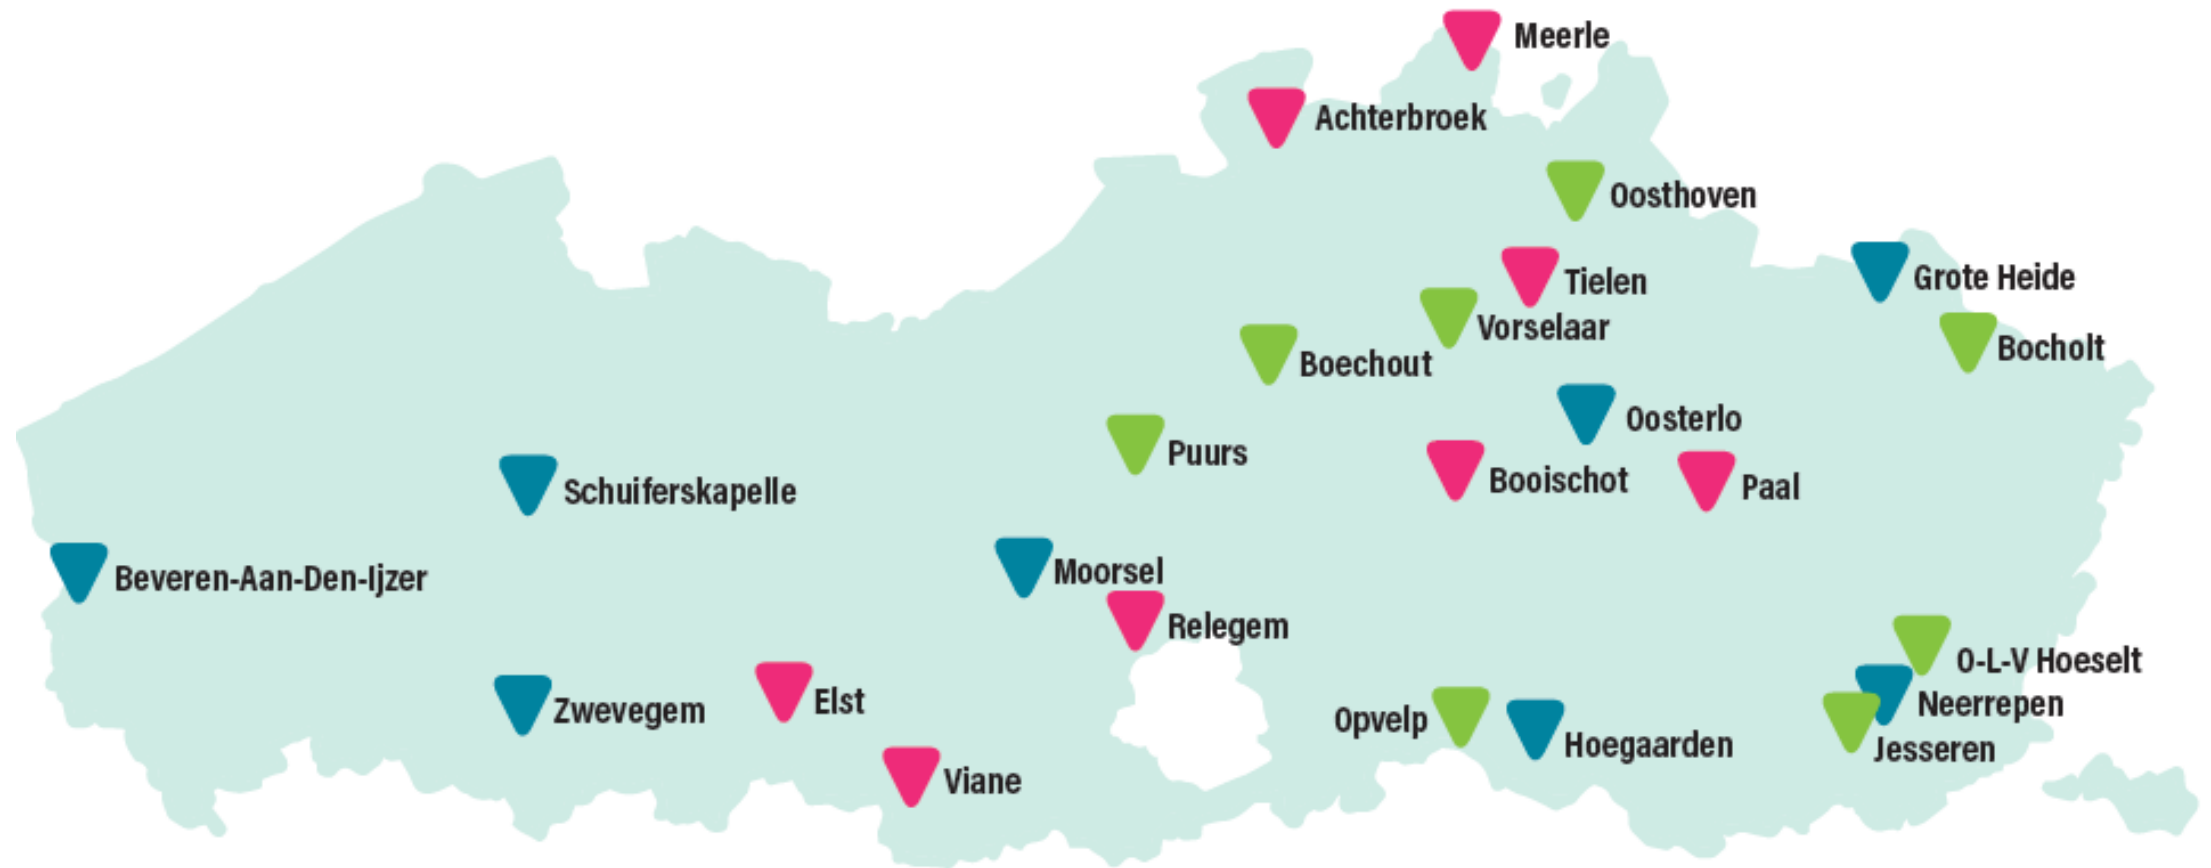 Meerle
Achterbroek
Oosthoven
Grote Heide
Tielen
Vorselaar
Bocholt
Boechout
Oosterlo
Puurs
Booischot
Paal
Schuiferskapelle
Moorsel
Beveren-Aan-Den-Ijzer
Relegem
O-L-V Hoeselt
Elst
Neerrepen
Zwevegem
Opvelp
Hoegaarden
Jesseren
Viane